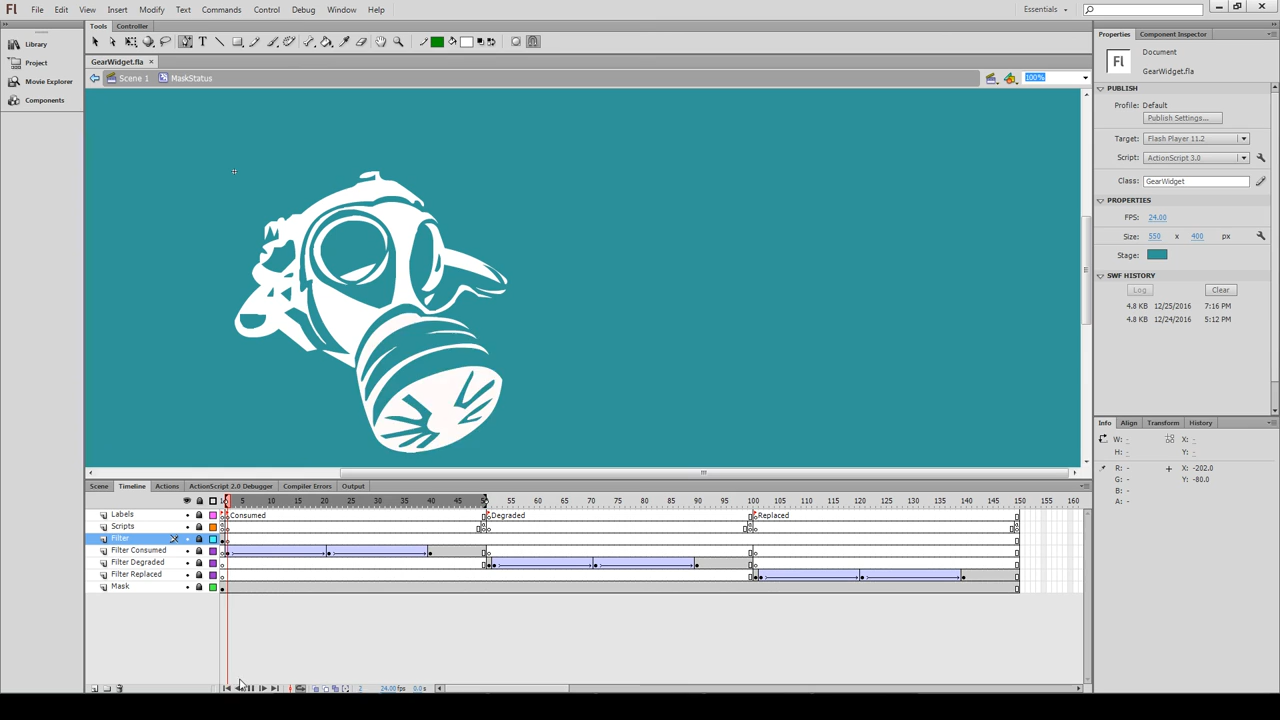 Fl File Edit View Insert Modify Text Commands Control Debug Window Help Essentials
Tools Controller
GearWidget.fla
Scene 1 MaskStatus 100%
Library
Project
Movie Explorer
Components
Properties Component Inspector
Fl Document
GearWidget.fla
PUBLISH
Profile: Default
Publish Settings...
Target: Flash Player 11.2
Script: ActionScript 3.0
Class: GearWidget
PROPERTIES
FPS: 24.00
Size: 550 x 400 px
Stage:
SWF HISTORY
Log Clear
4.8 KB 12/25/2016 7:16 PM
4.8 KB 12/24/2016 5:12 PM
Info Align Transform History
W: - X: -
H: - Y: -
R: - X: -202.0
G: - Y: -80.0
B: -
A: -
Scene Timeline Actions ActionScript 2.0 Debugger Compiler Errors Output
5 10 15 20 25 30 35 40 45 55 60 65 70 75 80 85 90 95 100 105 110 115 120 125 130 135 140 145 150 155 160
Labels Consumed Degraded Replaced
Scripts
Filter
Filter Consumed
Filter Degraded
Filter Replaced
Mask
2 24.00fps 0.0s